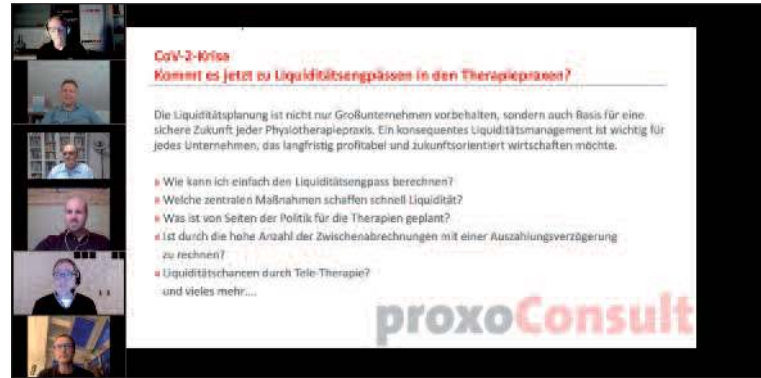 CoV-2-Krise
Kommt es jetzt zu Liquiditätsengpässen in den Therapiepraxen?
Die Liquiditätsplanung ist nicht nur Großunternehmen vorbehalten, sondern auch Basis für eine
sichere Zukunft jeder Physiotherapiepraxis. Ein konsequentes Liquiditätsmanagement ist wichtig für
jedes Unternehmen, das langfristig profitabel und zukunftsorientiert wirtschaften möchte.
» Wie kann ich einfach den Liquiditätsengpass berechnen?
» Welche zentralen Maßnahmen schaffen schnell Liquidität?
» Was ist von Seiten der Politik für die Therapien geplant?
» Ist durch die hohe Anzahl der Zwischenabrechnungen mit einer Auszahlungsverzögerung
zu rechnen?
» Liquiditätschancen durch Tele-Therapie?
und vieles mehr....
proxoConsult